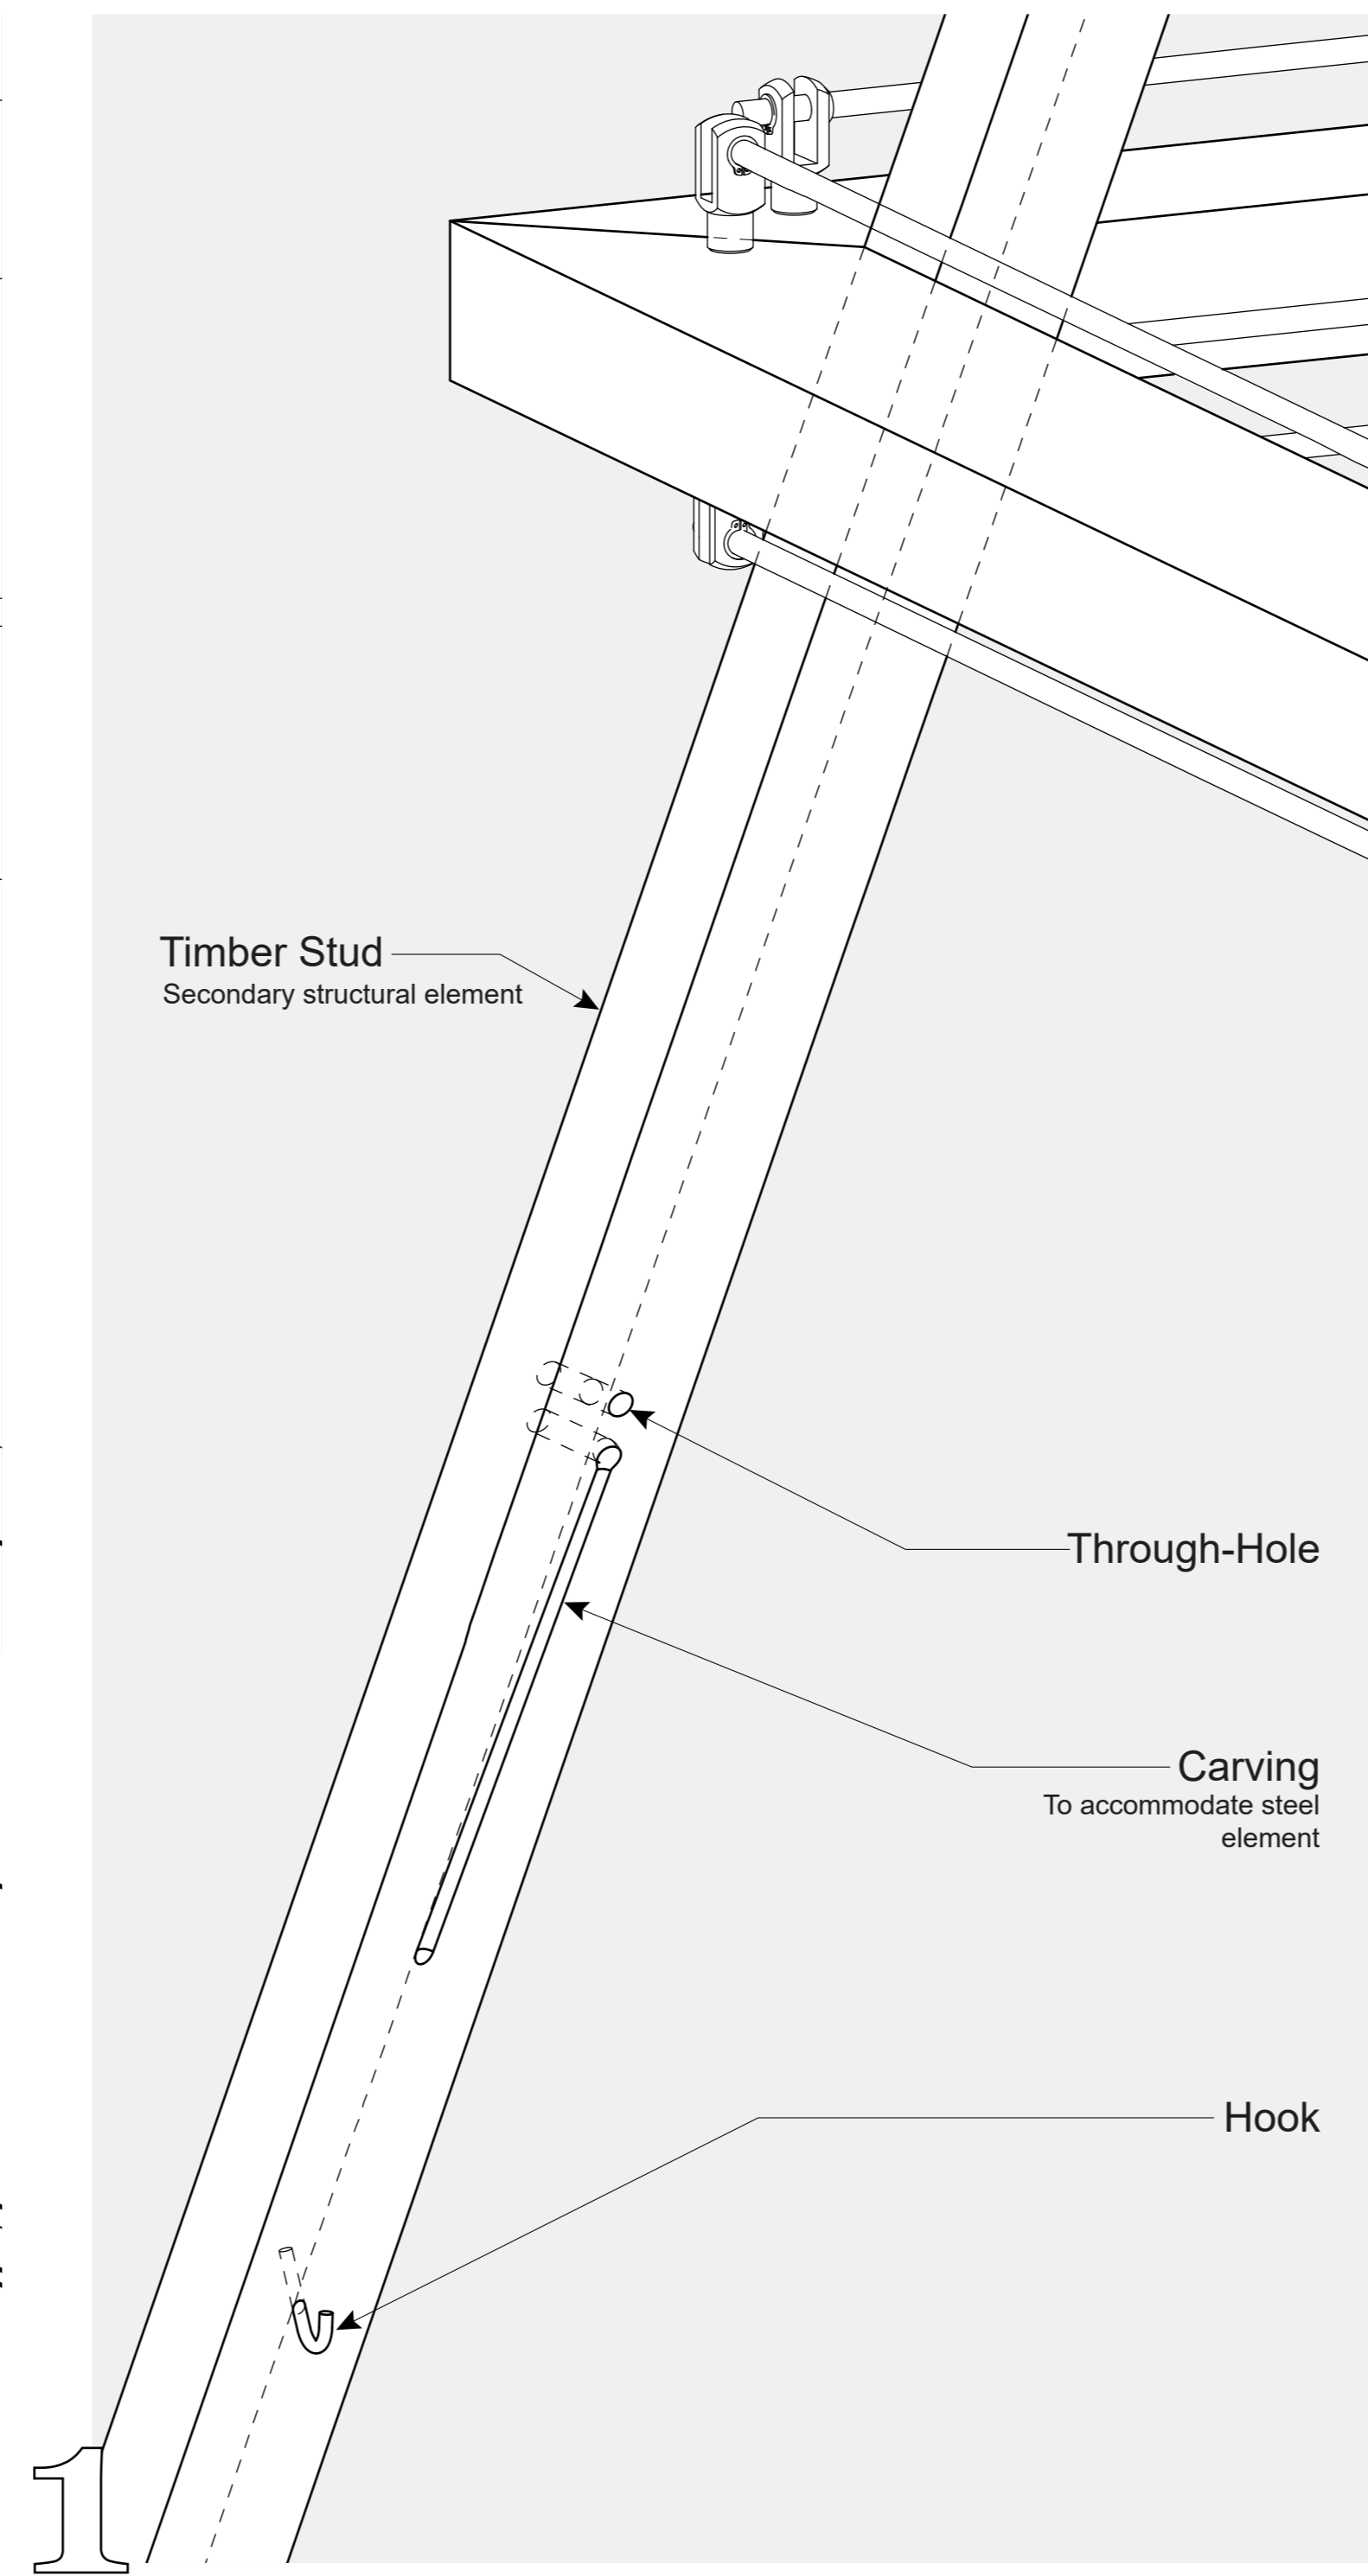 Timber Stud
Secondary structural element
Through-Hole
Carving
To accommodate steel
element
Hook
1